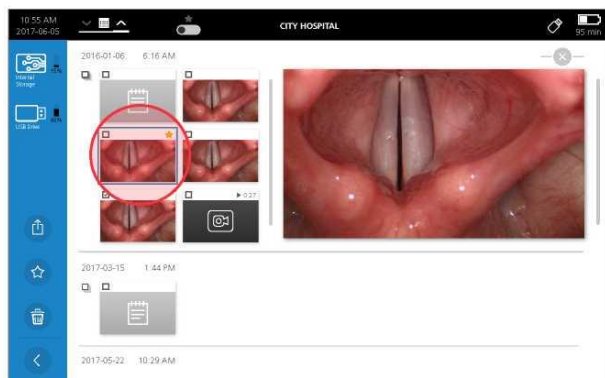 10 55 AM
2017-06-05
CITY HOSPITAL
95 min
Internal
Storage
USB Drive
2016-01-06 6:16 AM
0:27
2017-03-15 1:44 PM
2017-05-22 10:29 AM